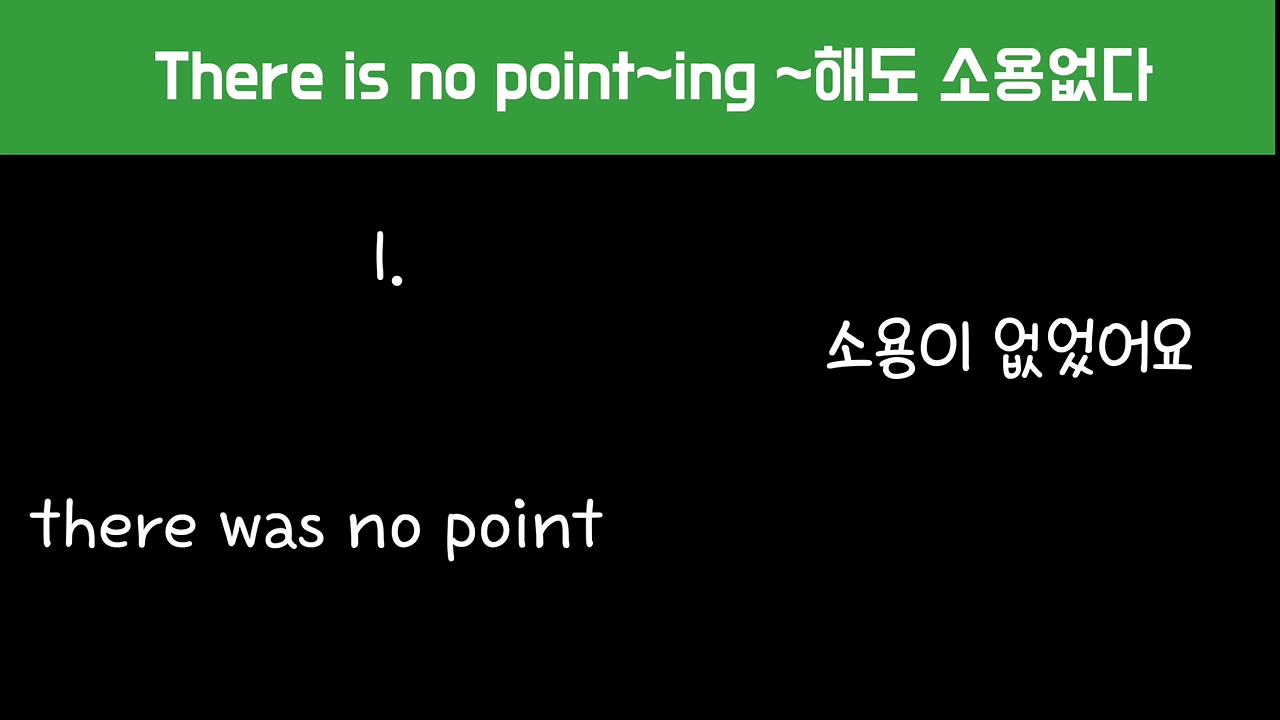 There is no point~ing ~해도 소용없다
1.
소용이 없었어요
there was no point